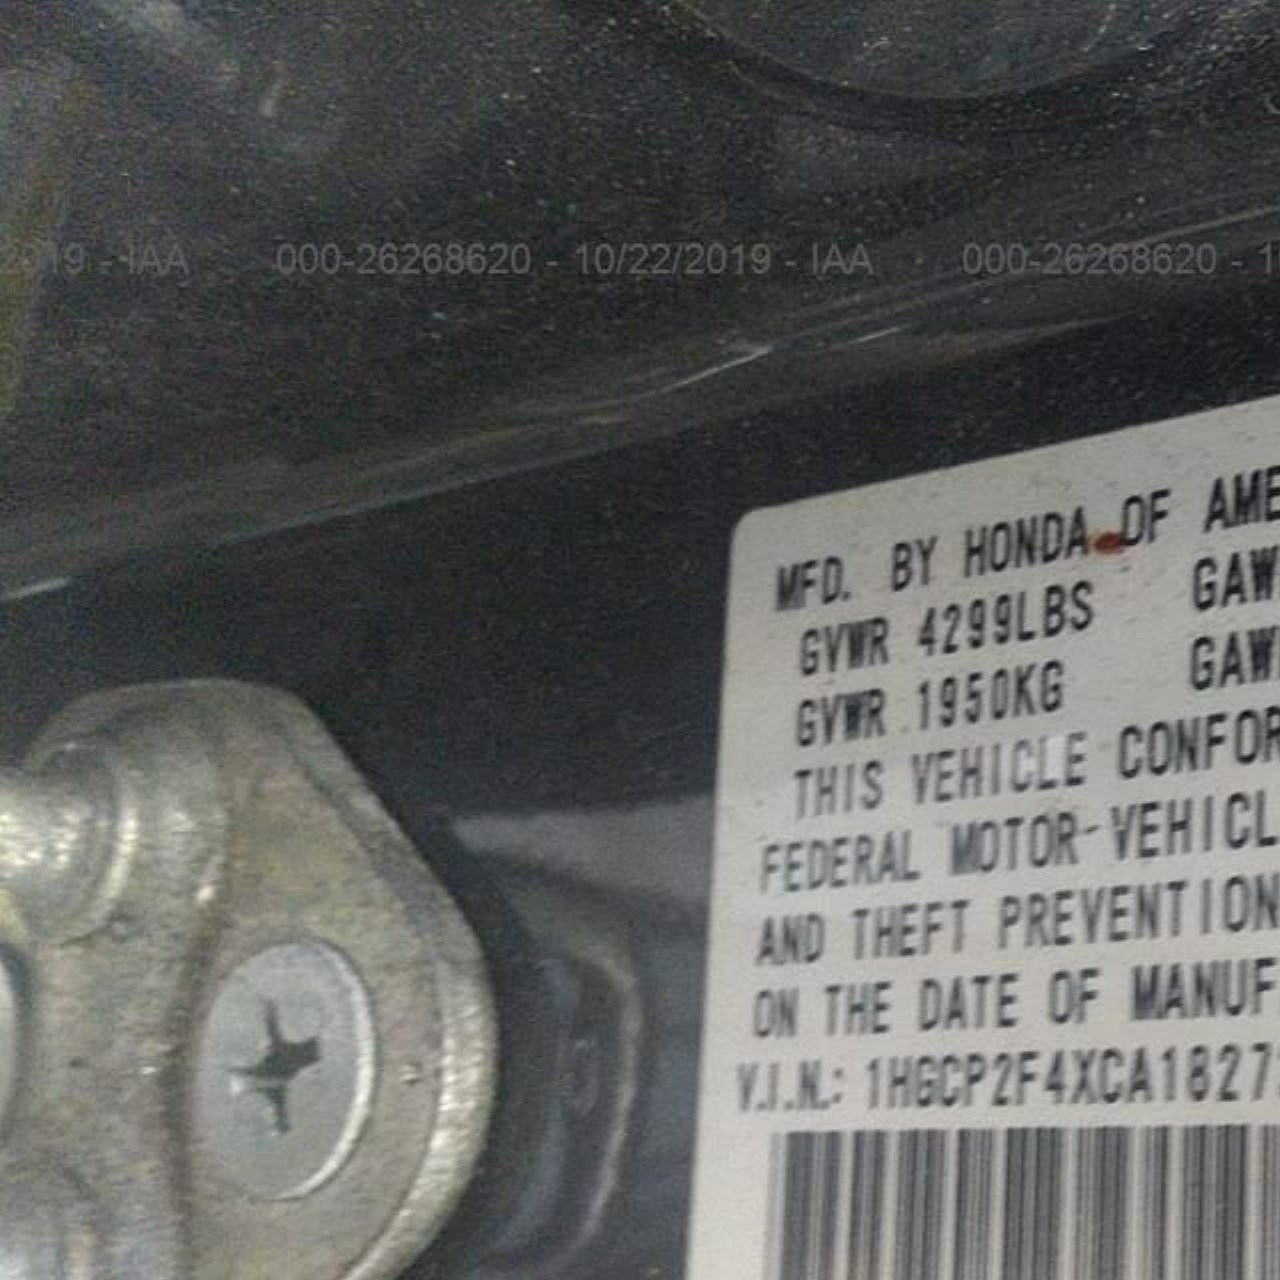 2019 - IAA 000-26268620 - 10/22/2019 - IAA 000-26268620 - 1
MFD. BY HONDA OF AME
GVWR 4299LBS GAW
GVWR 1950KG GAW
THIS VEHICLE CONFOR
FEDERAL MOTOR-VEHICL
AND THEFT PREVENTION
ON THE DATE OF MANUF
V.I.N.: 1HGCP2F4XCA1827